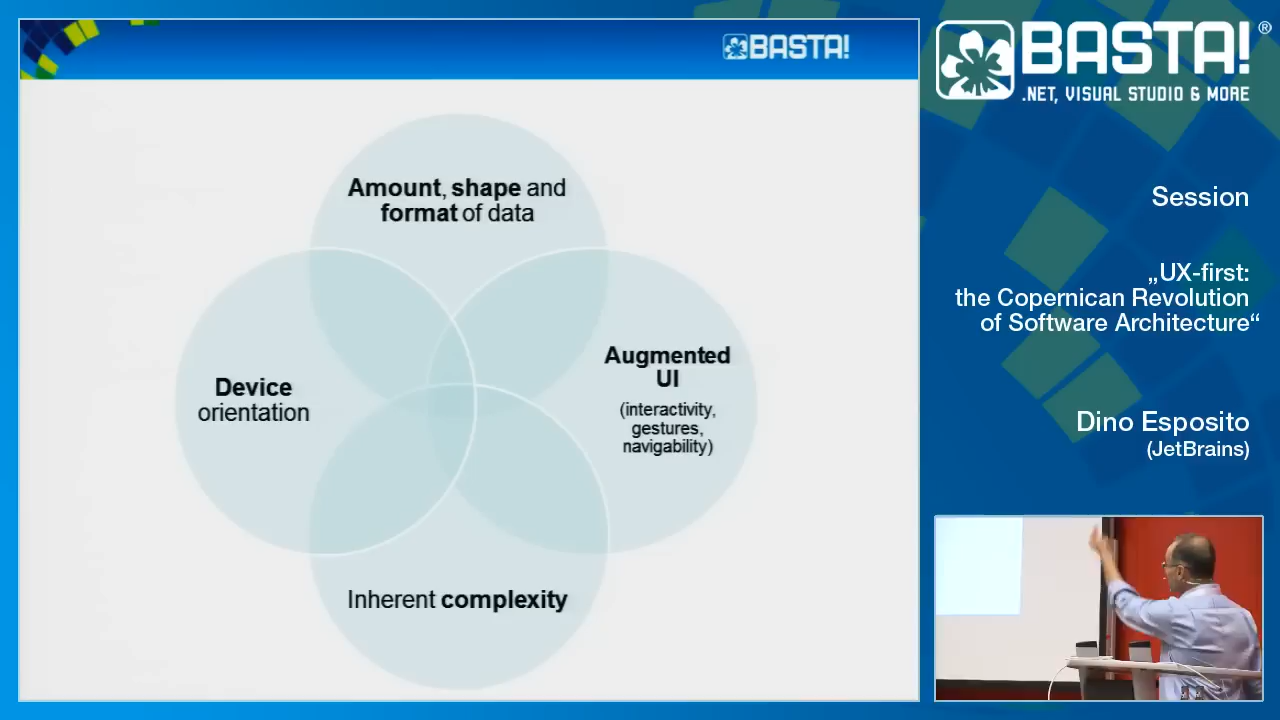 BASTA!
Amount, shape and
format of data
Device
orientation
Augmented
UI
(interactivity,
gestures,
navigability)
Inherent complexity
BASTA!®
.NET, VISUAL STUDIO & MORE
Session
„UX-first:
the Copernican Revolution
of Software Architecture“
Dino Esposito
(JetBrains)